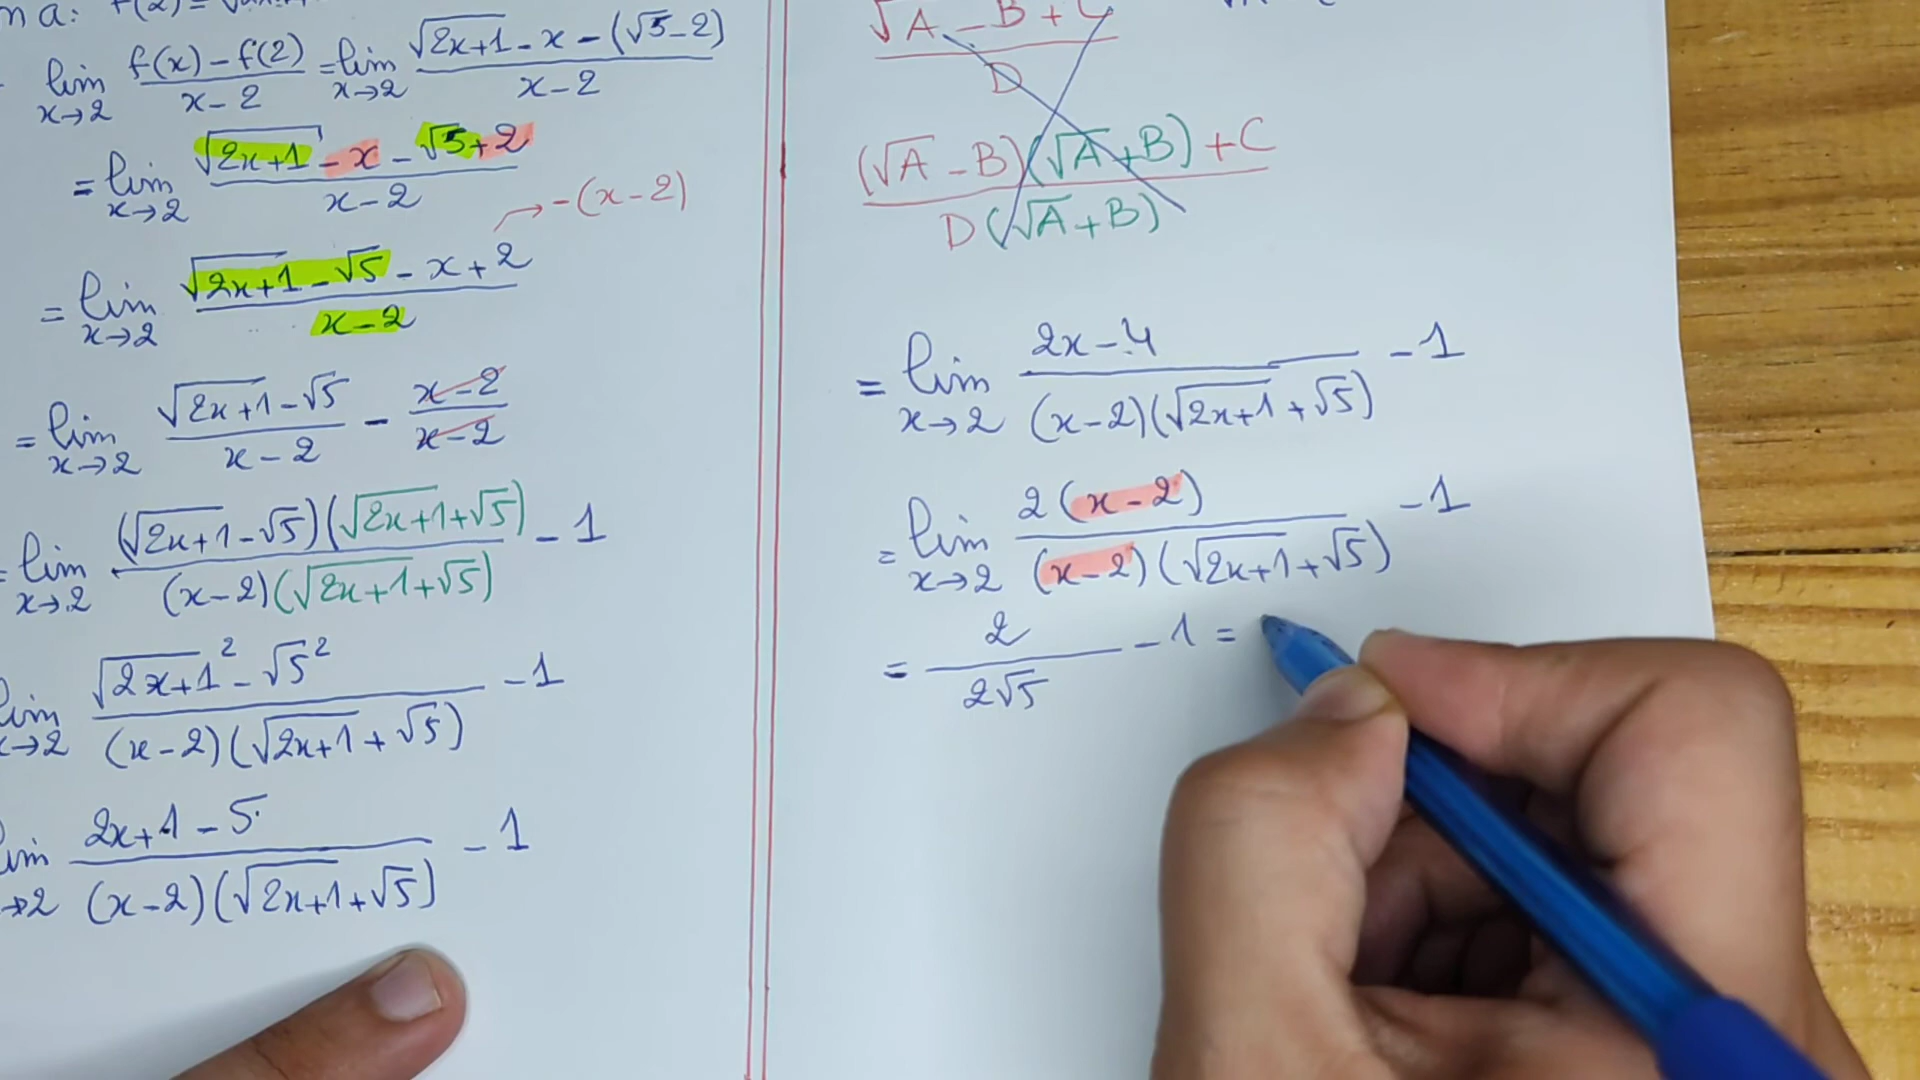 n a:
lim x→2 f(x)-f(2) / x-2 = lim x→2 √2x+1 - x - (√5-2) / x-2
= lim x→2 √2x+1 - x - √5+2 / x-2
→ -(x-2)
= lim x→2 √2x+1 - √5 - x+2 / x-2
= lim x→2 √2x+1-√5 / x-2 - x-2 / x-2
= lim x→2 (√2x+1-√5)(√2x+1+√5) / (x-2)(√2x+1+√5) - 1
lim x→2 √2x+1² - √5² / (x-2)(√2x+1+√5) - 1
lim →2 2x+1-5 / (x-2)(√2x+1+√5) - 1
√A - B + C / D
(√A - B)(√A+B)+C / D(√A+B)
= lim x→2 2x-4 / (x-2)(√2x+1+√5) - 1
= lim x→2 2(x-2) / (x-2)(√2x+1+√5) - 1
= 2 / 2√5 - 1 =